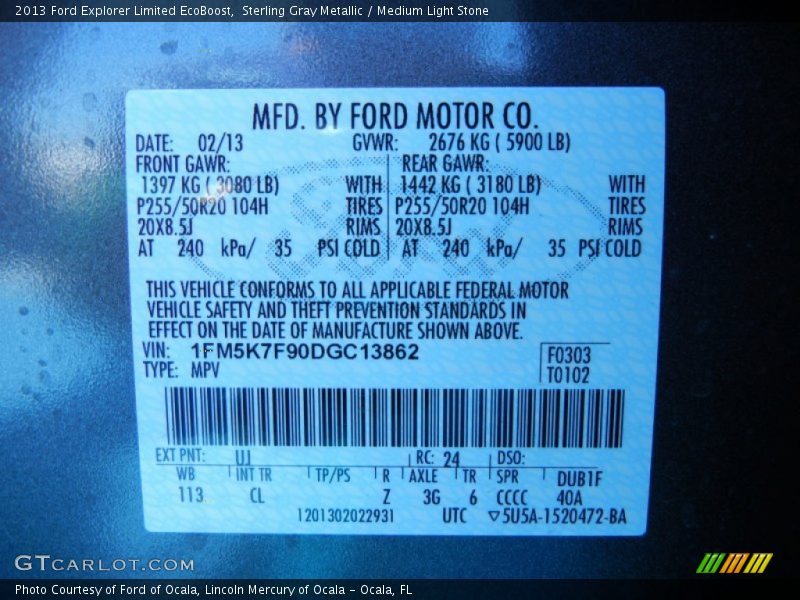 2013 Ford Explorer Limited EcoBoost,  Sterling Gray Metallic / Medium Light Stone
MFD. BY FORD MOTOR CO.
DATE: 02/13 GVWR: 2676 KG ( 5900 LB)
FRONT GAWR: REAR GAWR:
1397 KG ( 3080 LB) WITH 1442 KG ( 3180 LB) WITH
P255/50R20 104H TIRES P255/50R20 104H TIRES
20X8.5J RIMS 20X8.5J RIMS
AT 240 kPa/ 35 PSI COLD AT 240 kPa/ 35 PSI COLD
THIS VEHICLE CONFORMS TO ALL APPLICABLE FEDERAL MOTOR
VEHICLE SAFETY AND THEFT PREVENTION STANDARDS IN
EFFECT ON THE DATE OF MANUFACTURE SHOWN ABOVE.
VIN: 1FM5K7F90DGC13862 F0303
TYPE: MPV T0102
EXT PNT: UJ RC: 24 DSO:
WB INT TR TP/PS R AXLE TR SPR DUB1F
113 CL Z 3G 6 CCCC 40A
1201302022931 UTC ▽5U5A-1520472-BA
GTCARLOT.COM
Photo Courtesy of Ford of Ocala, Lincoln Mercury of Ocala – Ocala, FL